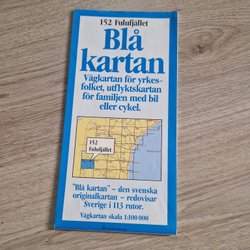 152 Fulufjället
Blå
kartan
Vägkartan för yrkes-
folket, utflyktskartan
för familjen med bil
eller cykel.
152
Fulufjället
"Blå kartan" – den svenska
originalkartan – redovisar
Sverige i 113 rutor.
Vägkartan skala 1:100 000